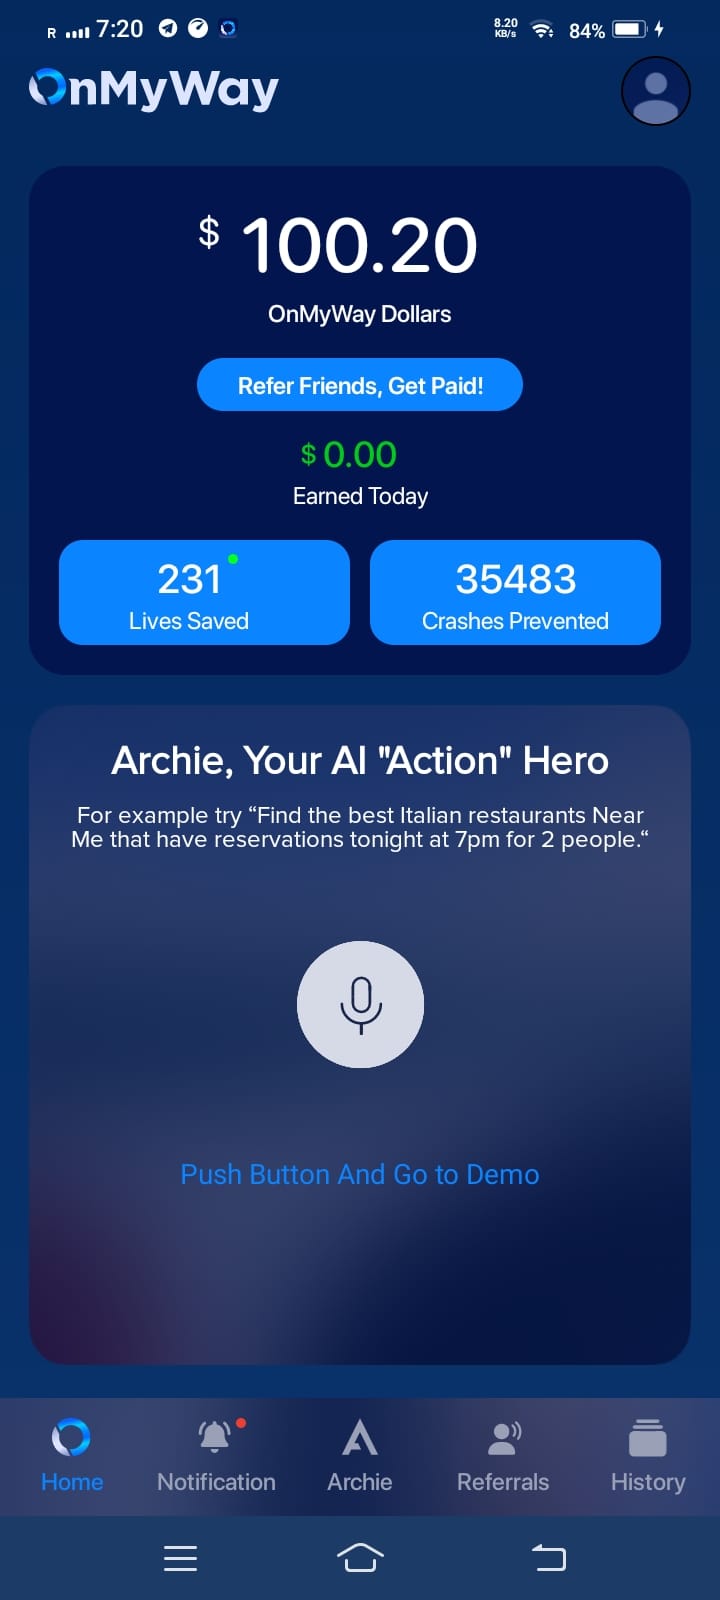 R 7:20 8.20 KB/s 84%
OnMyWay
$ 100.20
OnMyWay Dollars
Refer Friends, Get Paid!
$ 0.00
Earned Today
231 35483
Lives Saved Crashes Prevented
Archie, Your AI "Action" Hero
For example try “Find the best Italian restaurants Near
Me that have reservations tonight at 7pm for 2 people.“
Push Button And Go to Demo
Home Notification Archie Referrals History